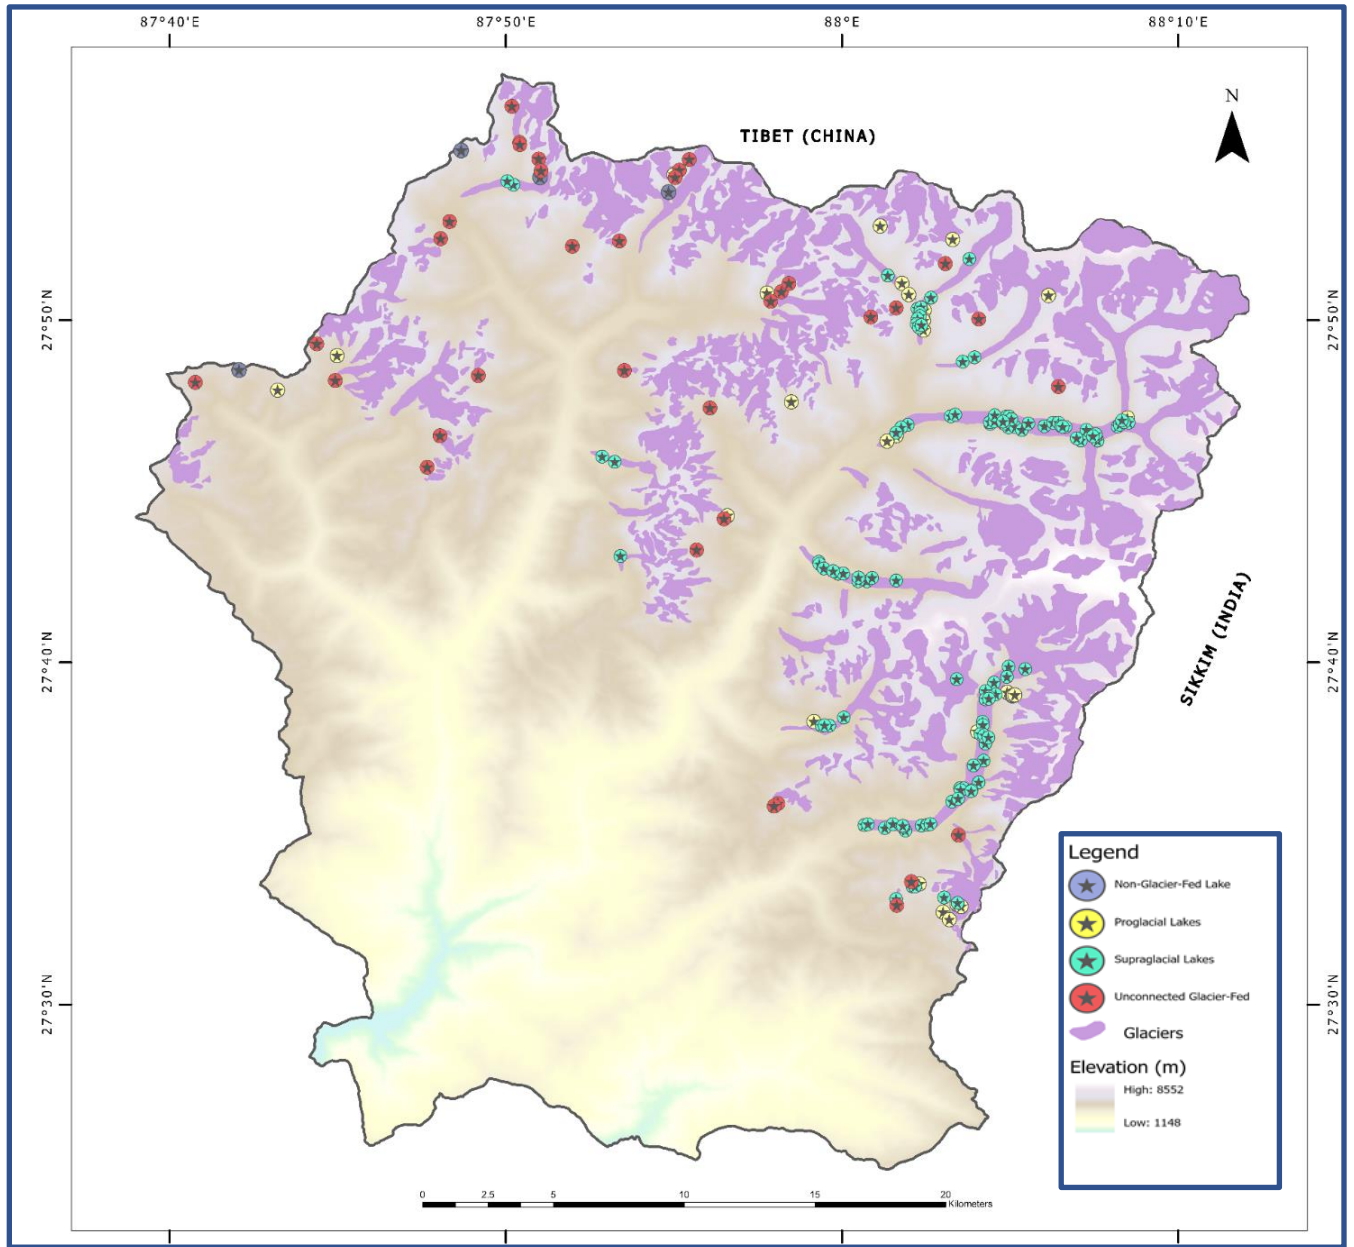 87°40'E 87°50'E 88°E 88°10'E
N
TIBET (CHINA)
27°50'N 27°50'N
27°40'N 27°40'N
SIKKIM (INDIA)
27°30'N 27°30'N
Legend
Non-Glacier-Fed Lake
Proglacial Lakes
Supraglacial Lakes
Unconnected Glacier-Fed
Glaciers
Elevation (m)
High: 8552
Low: 1148
0 2.5 5 10 15 20
Kilometers